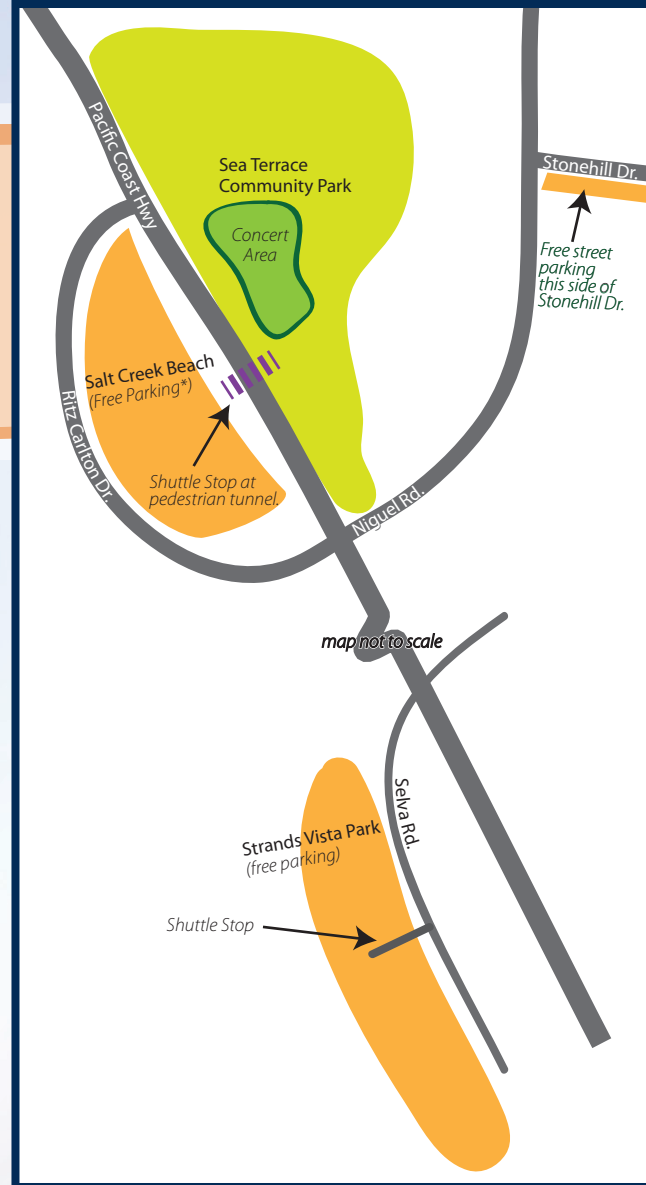 Pacific Coast Hwy
Sea Terrace
Community Park
Concert
Area
Stonehill Dr.
Free street
parking
this side of
Stonehill Dr.
Salt Creek Beach
(Free Parking*)
Ritz Carlton Dr.
Shuttle Stop at
pedestrian tunnel.
Niguel Rd.
map not to scale
Selva Rd.
Strands Vista Park
(free parking)
Shuttle Stop